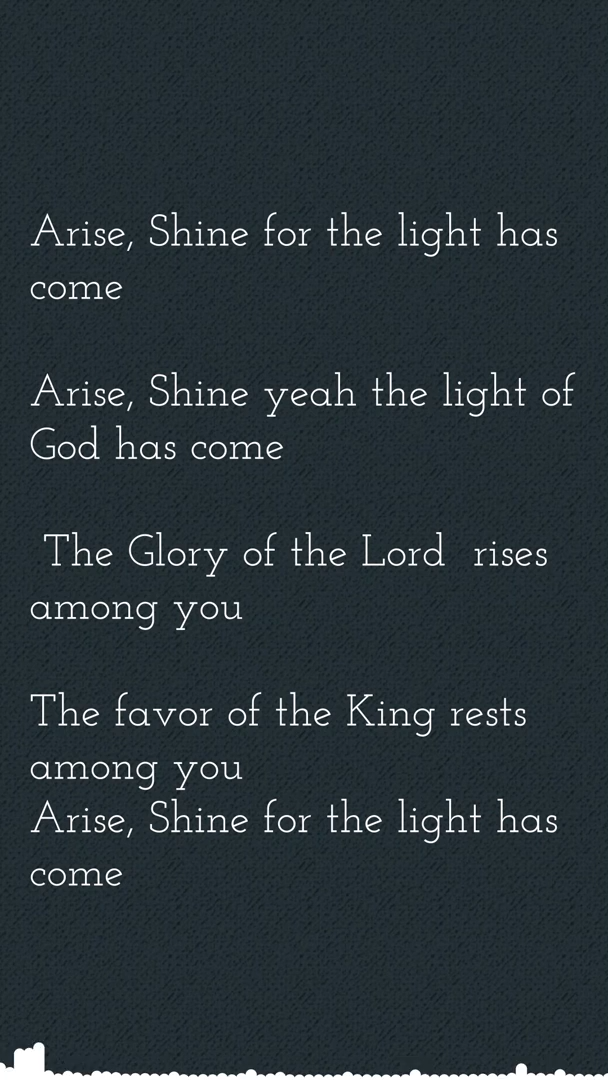 Arise, Shine for the light has
come
Arise, Shine yeah the light of
God has come
The Glory of the Lord  rises
among you
The favor of the King rests
among you
Arise, Shine for the light has
come